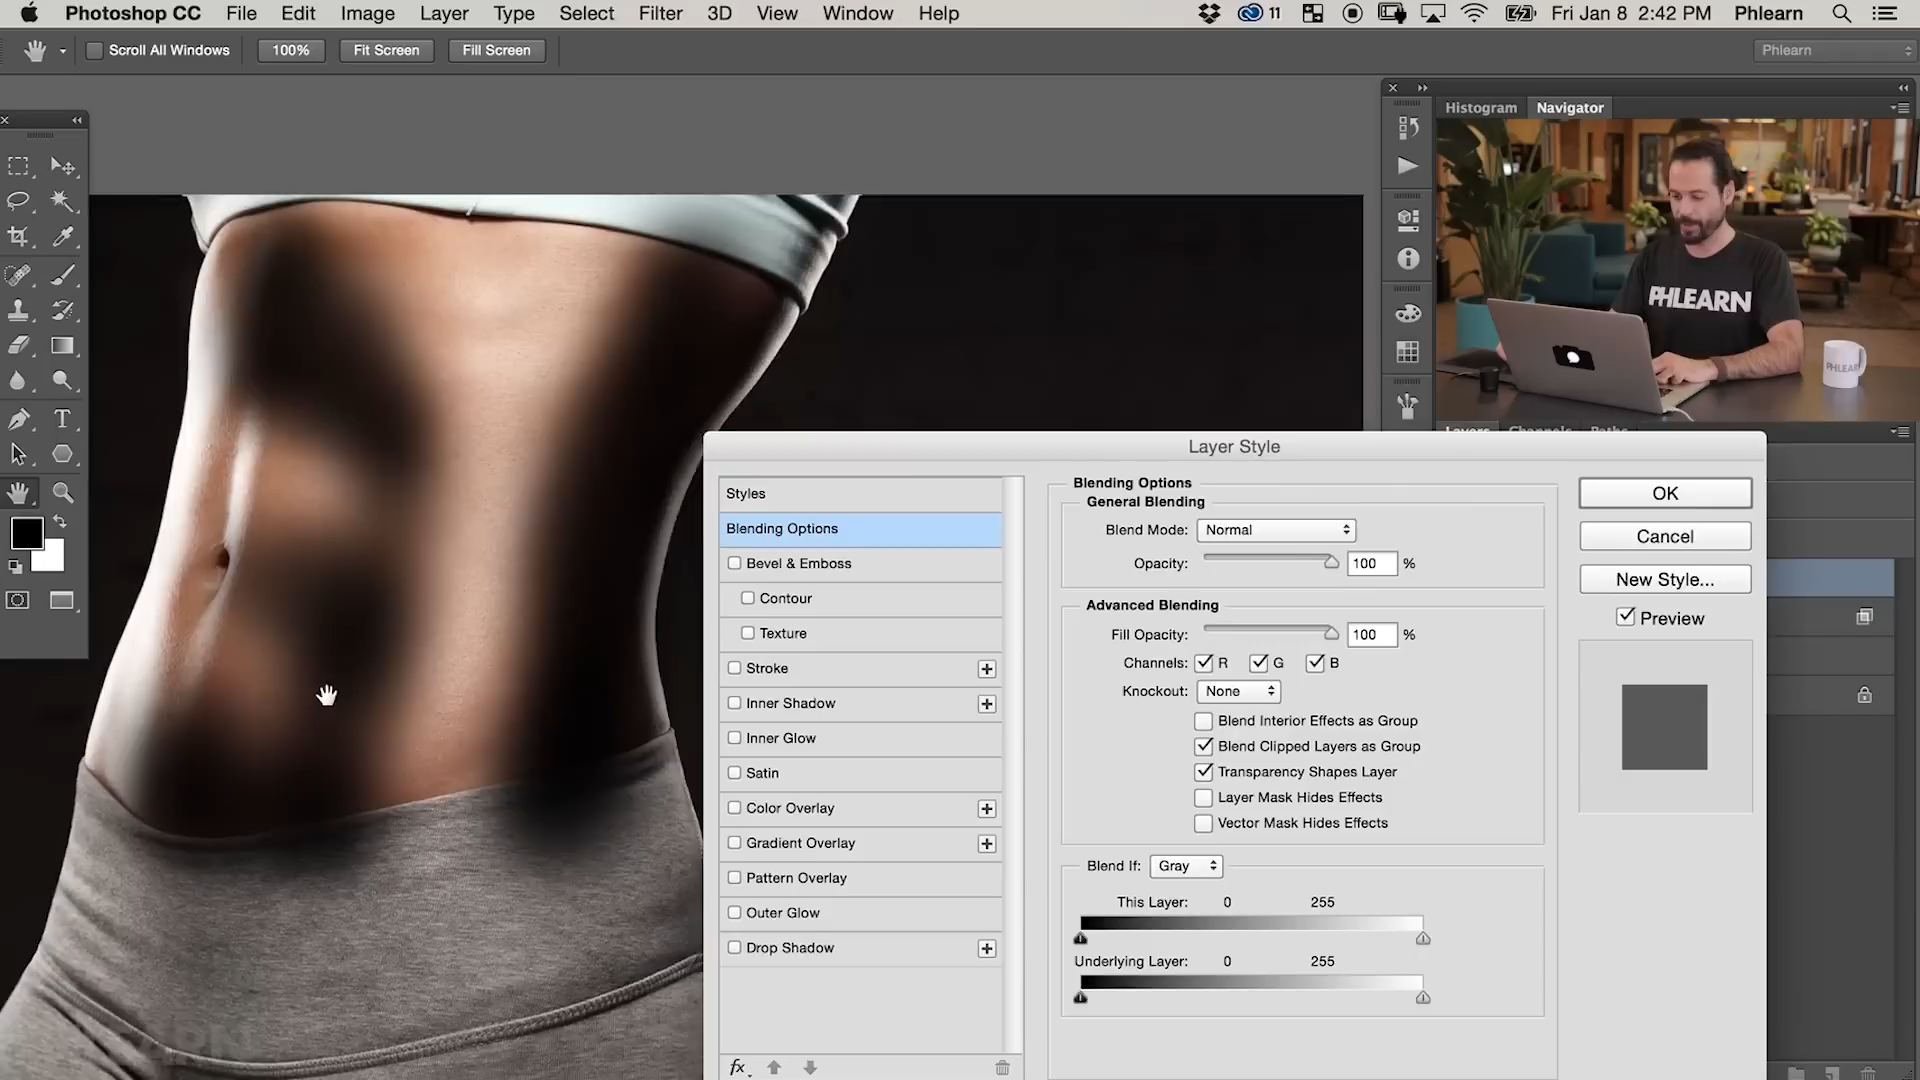 Photoshop CC File Edit Image Layer Type Select Filter 3D View Window Help 11 Fri Jan 8 2:42 PM Phlearn
Scroll All Windows 100% Fit Screen Fill Screen Phlearn
Histogram Navigator
PHLEARN
PHLEARN
Layers Channels Paths
Layer Style
Styles
Blending Options
Bevel & Emboss
Contour
Texture
Stroke
Inner Shadow
Inner Glow
Satin
Color Overlay
Gradient Overlay
Pattern Overlay
Outer Glow
Drop Shadow
fx
Blending Options
General Blending
Blend Mode: Normal
Opacity: 100 %
Advanced Blending
Fill Opacity: 100 %
Channels: R G B
Knockout: None
Blend Interior Effects as Group
Blend Clipped Layers as Group
Transparency Shapes Layer
Layer Mask Hides Effects
Vector Mask Hides Effects
Blend If: Gray
This Layer: 0 255
Underlying Layer: 0 255
OK
Cancel
New Style...
Preview